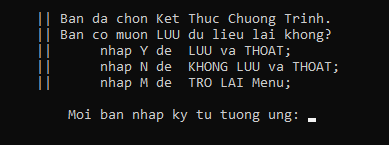 || Ban da chon Ket Thuc Chuong Trinh.
|| Ban co muon LUU du lieu lai khong?
|| nhap Y de LUU va THOAT;
|| nhap N de KHONG LUU va THOAT;
|| nhap M de TRO LAI Menu;
Moi ban nhap ky tu tuong ung: